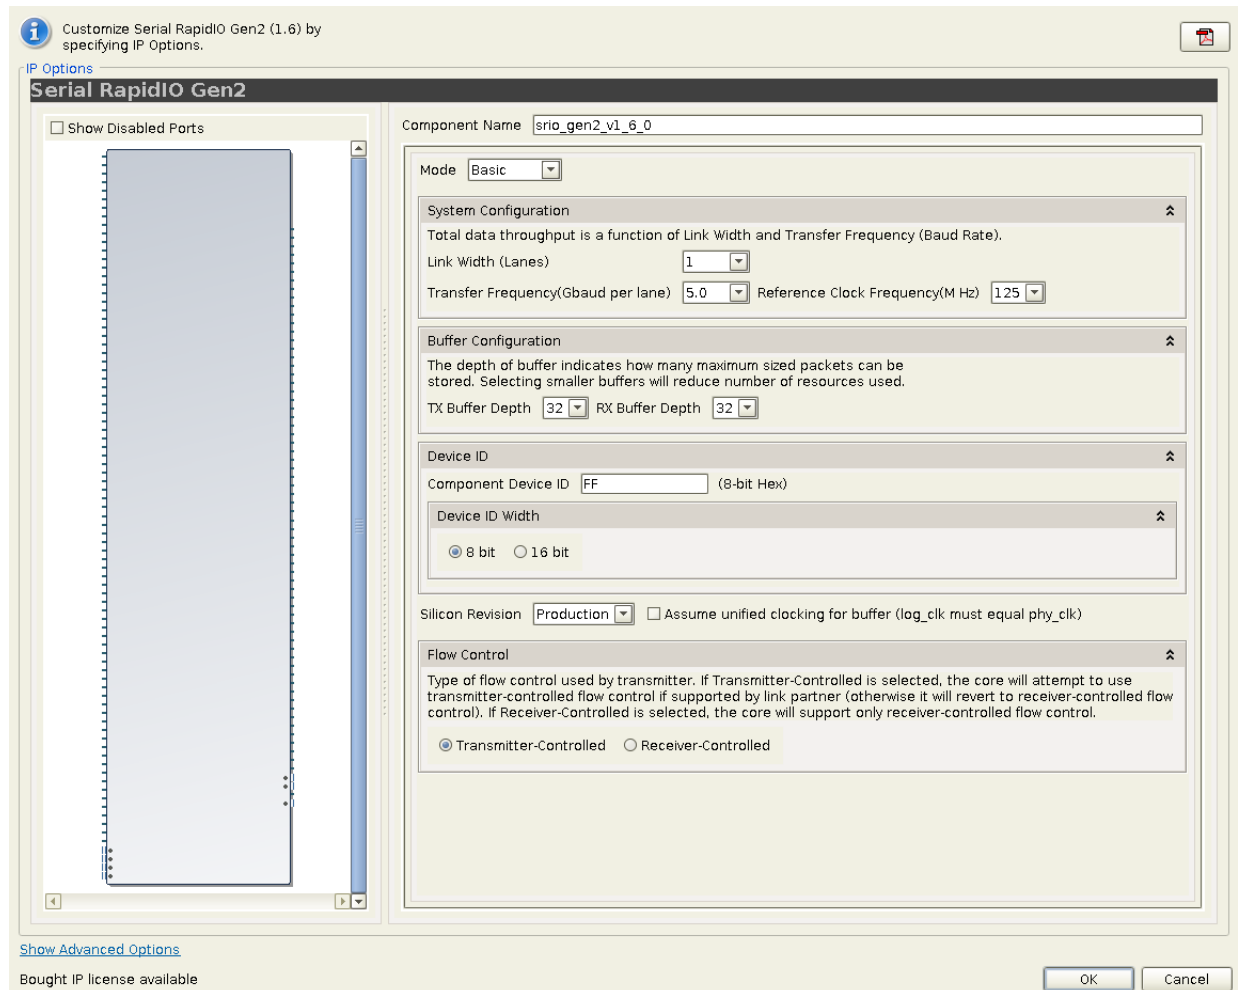 Customize Serial RapidIO Gen2 (1.6) by
specifying IP Options.
IP Options
Serial RapidIO Gen2
Show Disabled Ports
Component Name srio_gen2_v1_6_0
Mode Basic
System Configuration
Total data throughput is a function of Link Width and Transfer Frequency (Baud Rate).
Link Width (Lanes) 1
Transfer Frequency(Gbaud per lane) 5.0 Reference Clock Frequency(M Hz) 125
Buffer Configuration
The depth of buffer indicates how many maximum sized packets can be
stored. Selecting smaller buffers will reduce number of resources used.
TX Buffer Depth 32 RX Buffer Depth 32
Device ID
Component Device ID FF (8-bit Hex)
Device ID Width
8 bit 16 bit
Silicon Revision Production Assume unified clocking for buffer (log_clk must equal phy_clk)
Flow Control
Type of flow control used by transmitter. If Transmitter-Controlled is selected, the core will attempt to use
transmitter-controlled flow control if supported by link partner (otherwise it will revert to receiver-controlled flow
control). If Receiver-Controlled is selected, the core will support only receiver-controlled flow control.
Transmitter-Controlled Receiver-Controlled
Show Advanced Options
Bought IP license available
OK Cancel